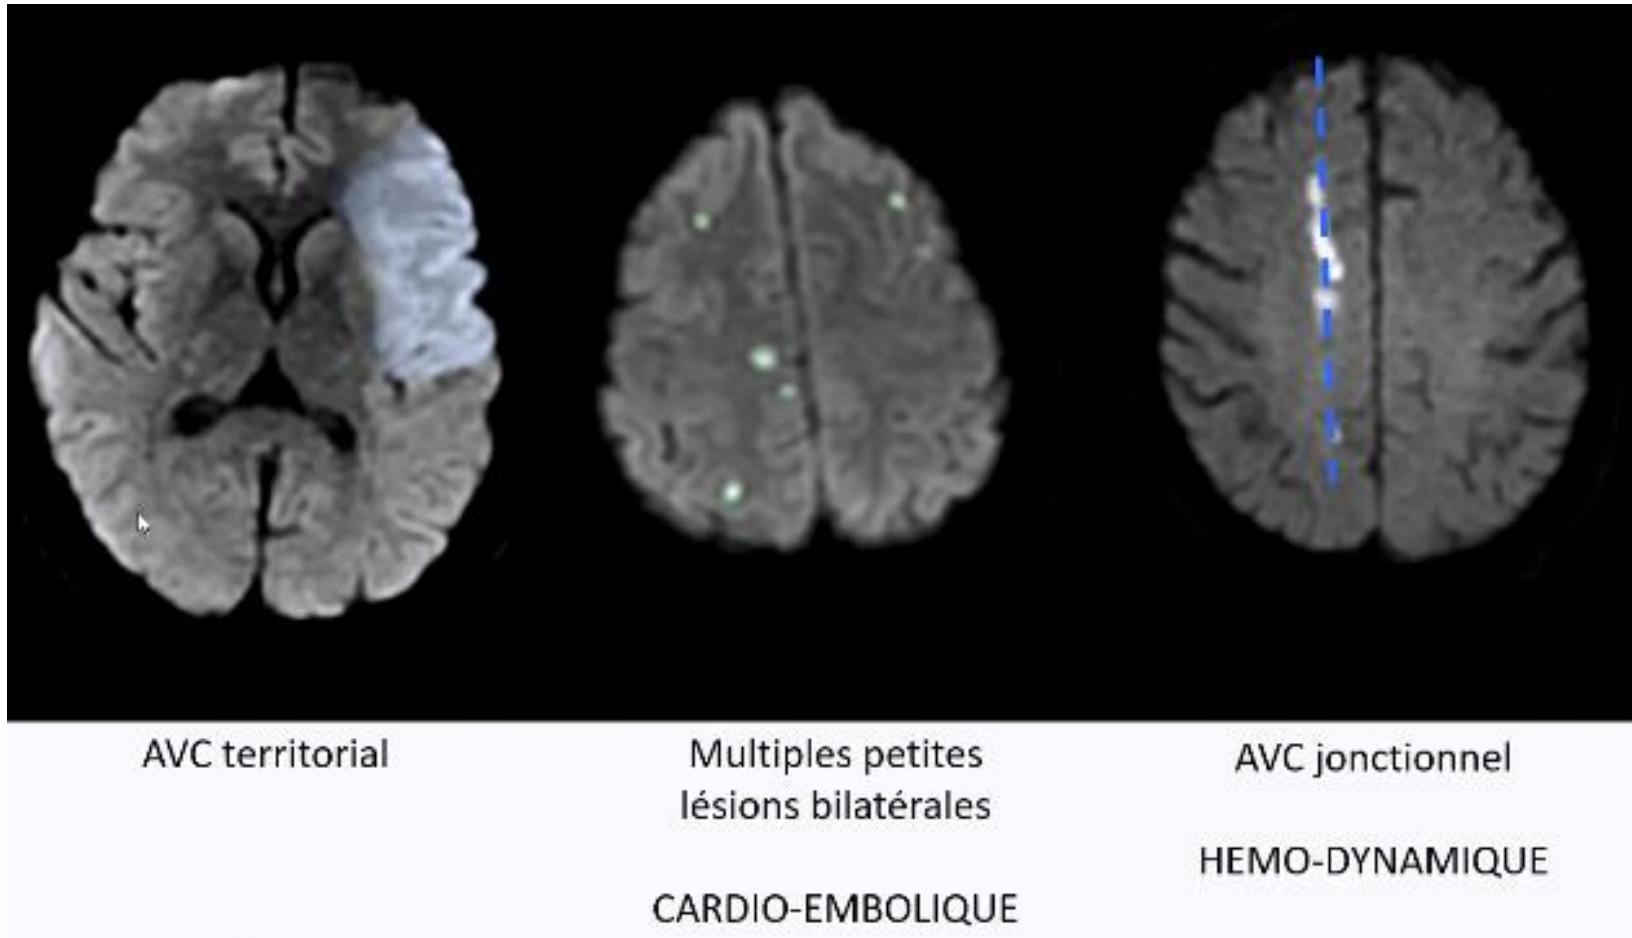 AVC territorial
Multiples petites
lésions bilatérales
CARDIO-EMBOLIQUE
AVC jonctionnel
HEMO-DYNAMIQUE